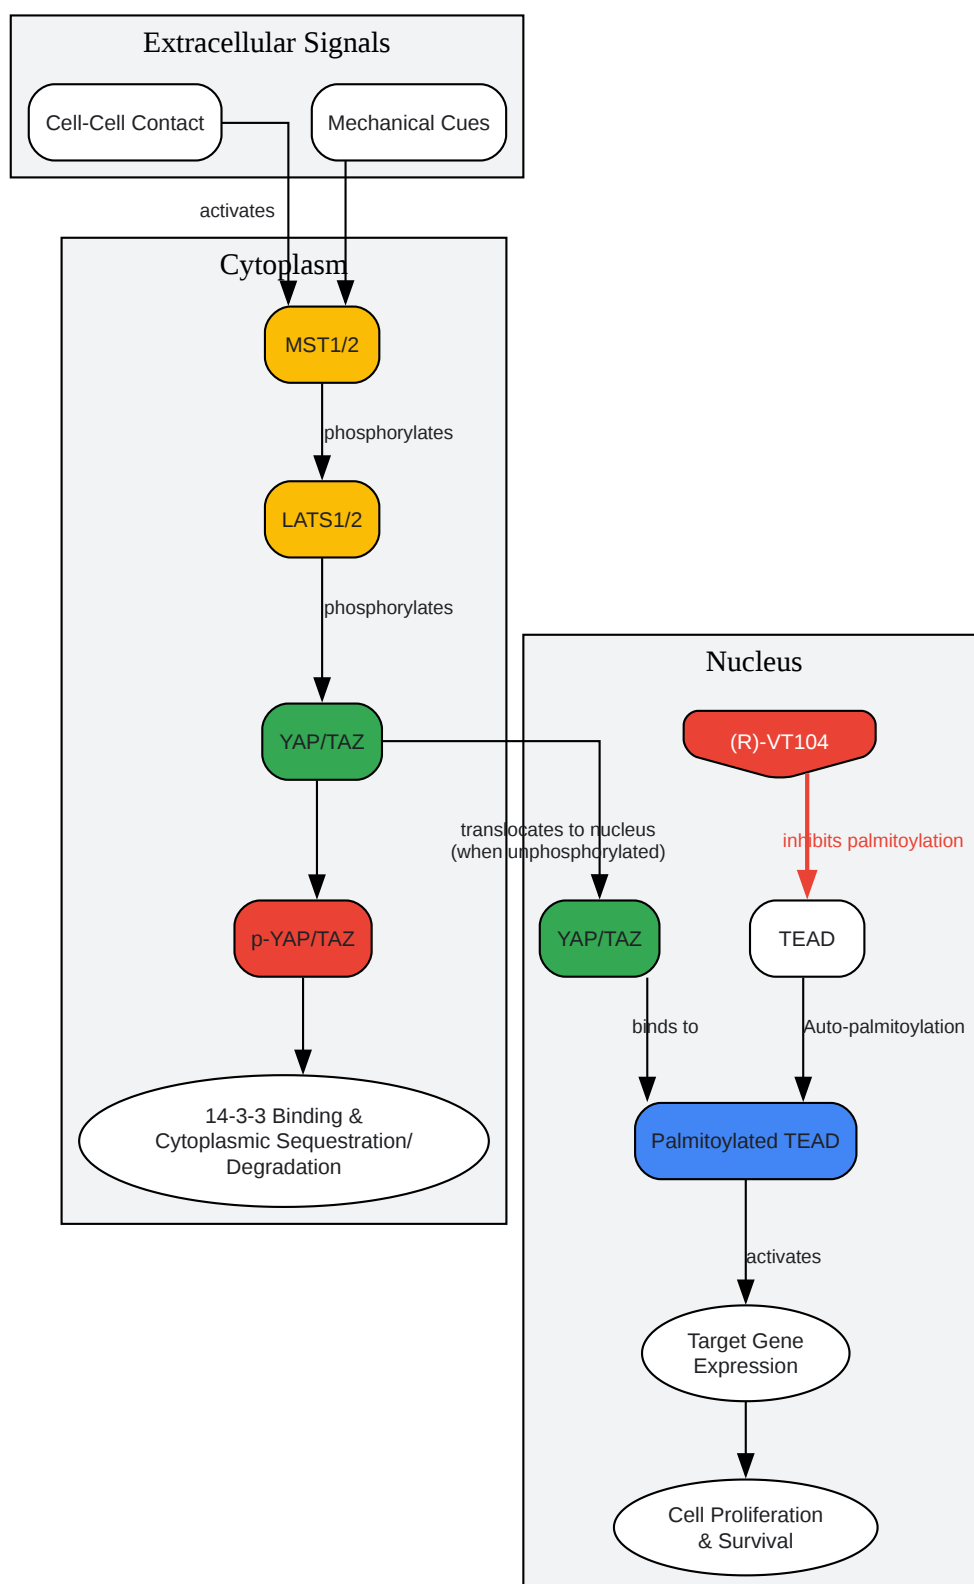 Extracellular Signals
Cell-Cell Contact
Mechanical Cues
activates
Cytoplasm
MST1/2
phosphorylates
LATS1/2
phosphorylates
YAP/TAZ
p-YAP/TAZ
14-3-3 Binding &
Cytoplasmic Sequestration/
Degradation
Nucleus
(R)-VT104
translocates to nucleus
(when unphosphorylated)
inhibits palmitoylation
YAP/TAZ
TEAD
binds to
Auto-palmitoylation
Palmitoylated TEAD
activates
Target Gene
Expression
Cell Proliferation
& Survival